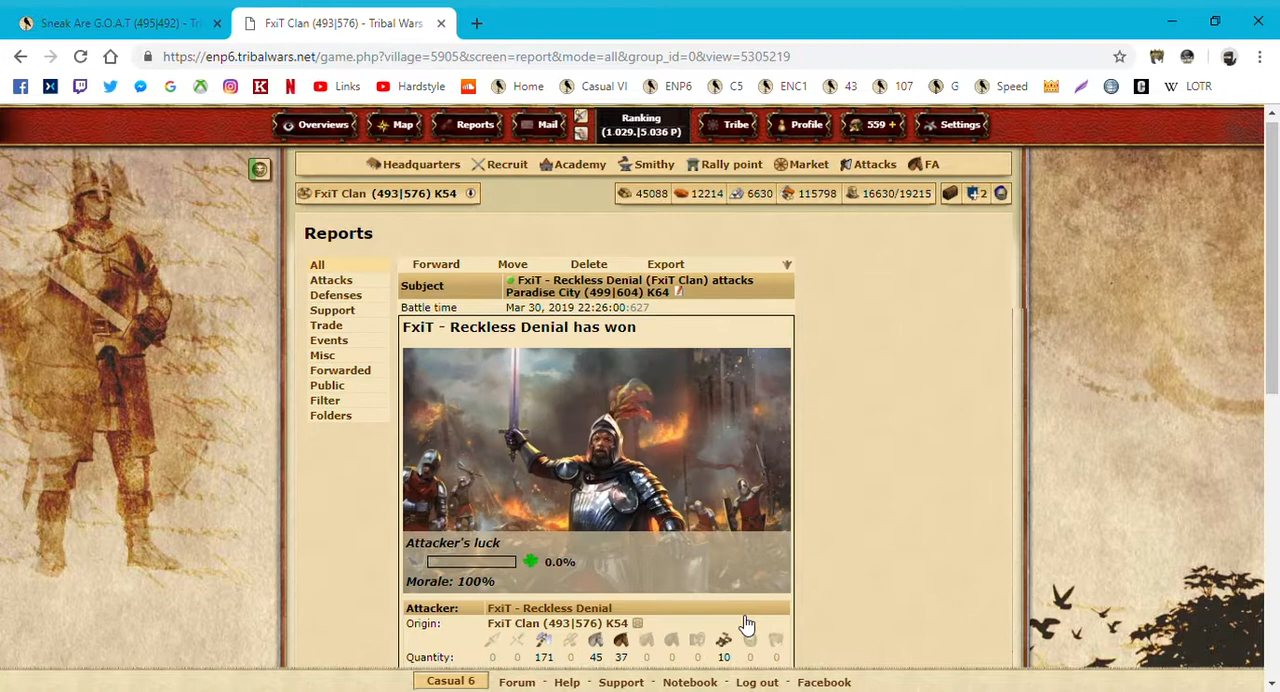 Sneak Are G.O.A.T (495|492) - Tri
FxiT Clan (493|576) - Tribal Wars
https://enp6.tribalwars.net/game.php?village=5905&screen=report&mode=all&group_id=0&view=5305219
Links Hardstyle Home Casual VI ENP6 C5 ENC1 43 107 G Speed W LOTR
Overviews Map Reports Mail Ranking Tribe Profile 559 + Settings
(1.029.|5.036 P)
Headquarters Recruit Academy Smithy Rally point Market Attacks FA
FxiT Clan (493|576) K54 45088 12214 6630 115798 16630/19215 2
Reports
All
Attacks
Defenses
Support
Trade
Events
Misc
Forwarded
Public
Filter
Folders
Forward Move Delete Export
Subject FxiT - Reckless Denial (FxiT Clan) attacks
Paradise City (499|604) K64
Battle time Mar 30, 2019 22:26:00:627
FxiT - Reckless Denial has won
Attacker's luck
0.0%
Morale: 100%
Attacker: FxiT - Reckless Denial
Origin: FxiT Clan (493|576) K54
Quantity: 0 0 171 0 45 37 0 0 0 10 0 0
Casual 6 Forum - Help - Support - Notebook - Log out - Facebook